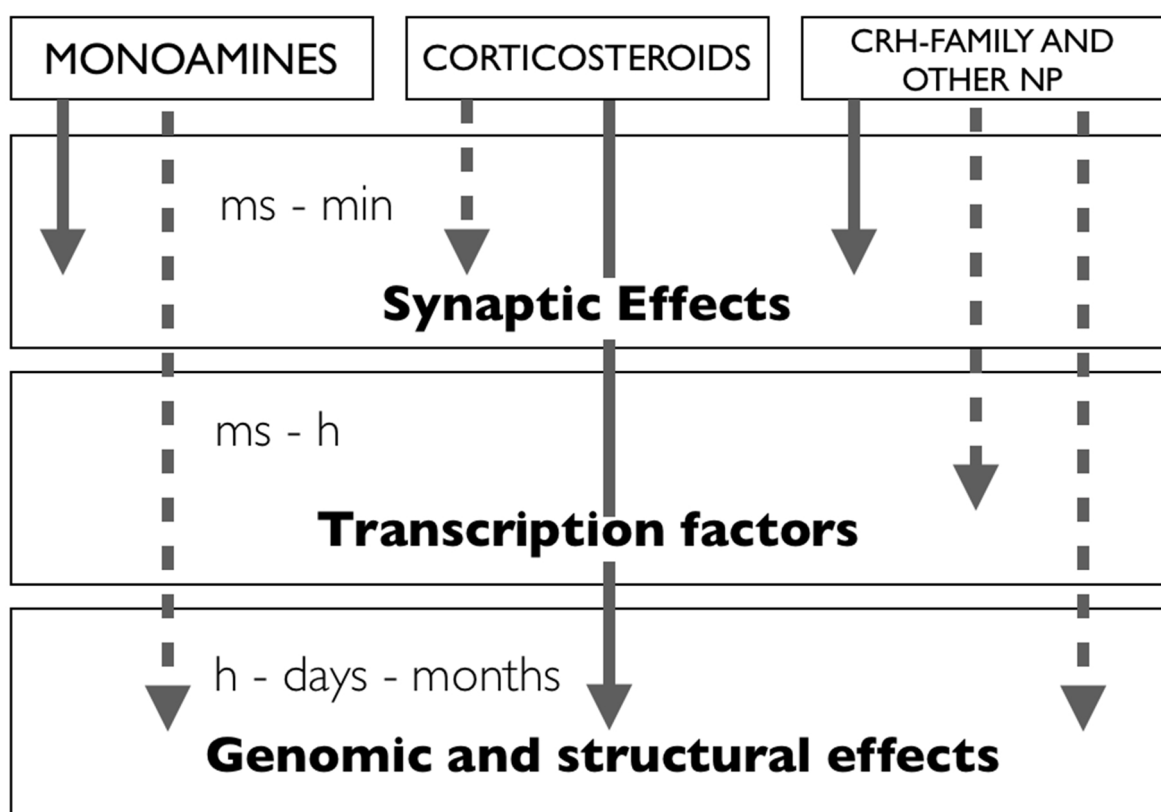 MONOAMINES
CORTICOSTEROIDS
CRH-FAMILY AND
OTHER NP
ms - min
Synaptic Effects
ms - h
Transcription factors
h - days - months
Genomic and structural effects